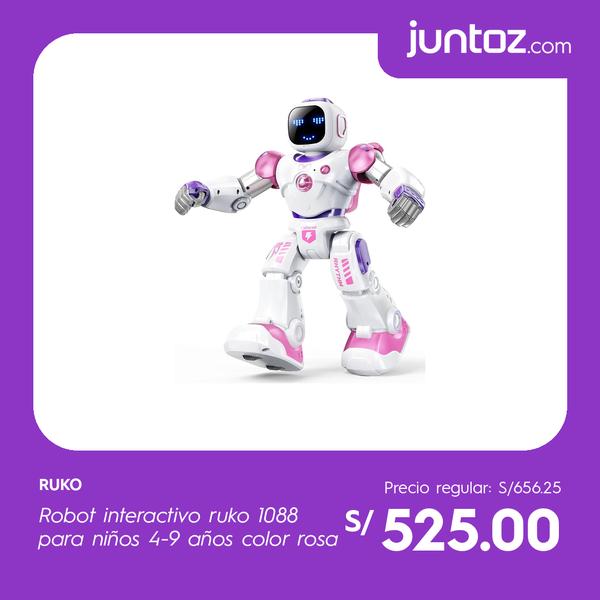 juntoz.com
RHYTHM
RUKO
Robot interactivo ruko 1088
para niños 4-9 años color rosa
Precio regular: S/656.25
S/ 525.00